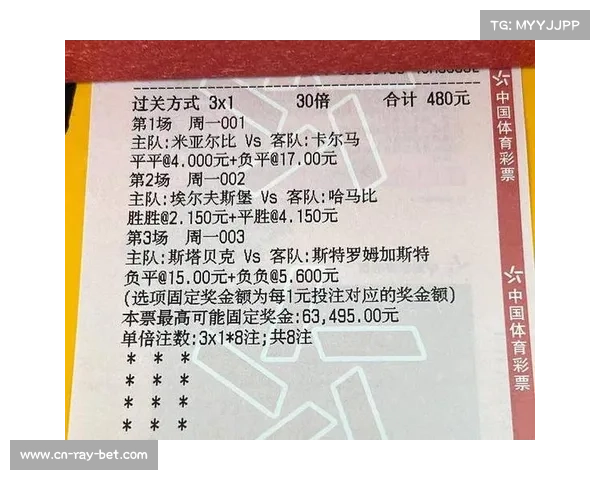 TG: MYYJJPP
过关方式 3x1 30倍 合计 480元
第1场 周一001
主队:米亚尔比 Vs 客队:卡尔马
平平@4.000元+负平@17.00元
第2场 周一002
主队:埃尔夫斯堡 Vs 客队:哈马比
胜胜@2.150元+平胜@4.150元
第3场 周一003
主队:斯塔贝克 Vs 客队:斯特罗姆加斯特
负平@15.00元+负负@5.600元
(选项固定奖金额为每1元投注对应的奖金额)
本票最高可能固定奖金:63,495.00元
单倍注数:3x1*8注;共8注
* * *
* * *
* * *
* * *
中国体育彩票
中国体育彩票
www.cn-ray-bet.com